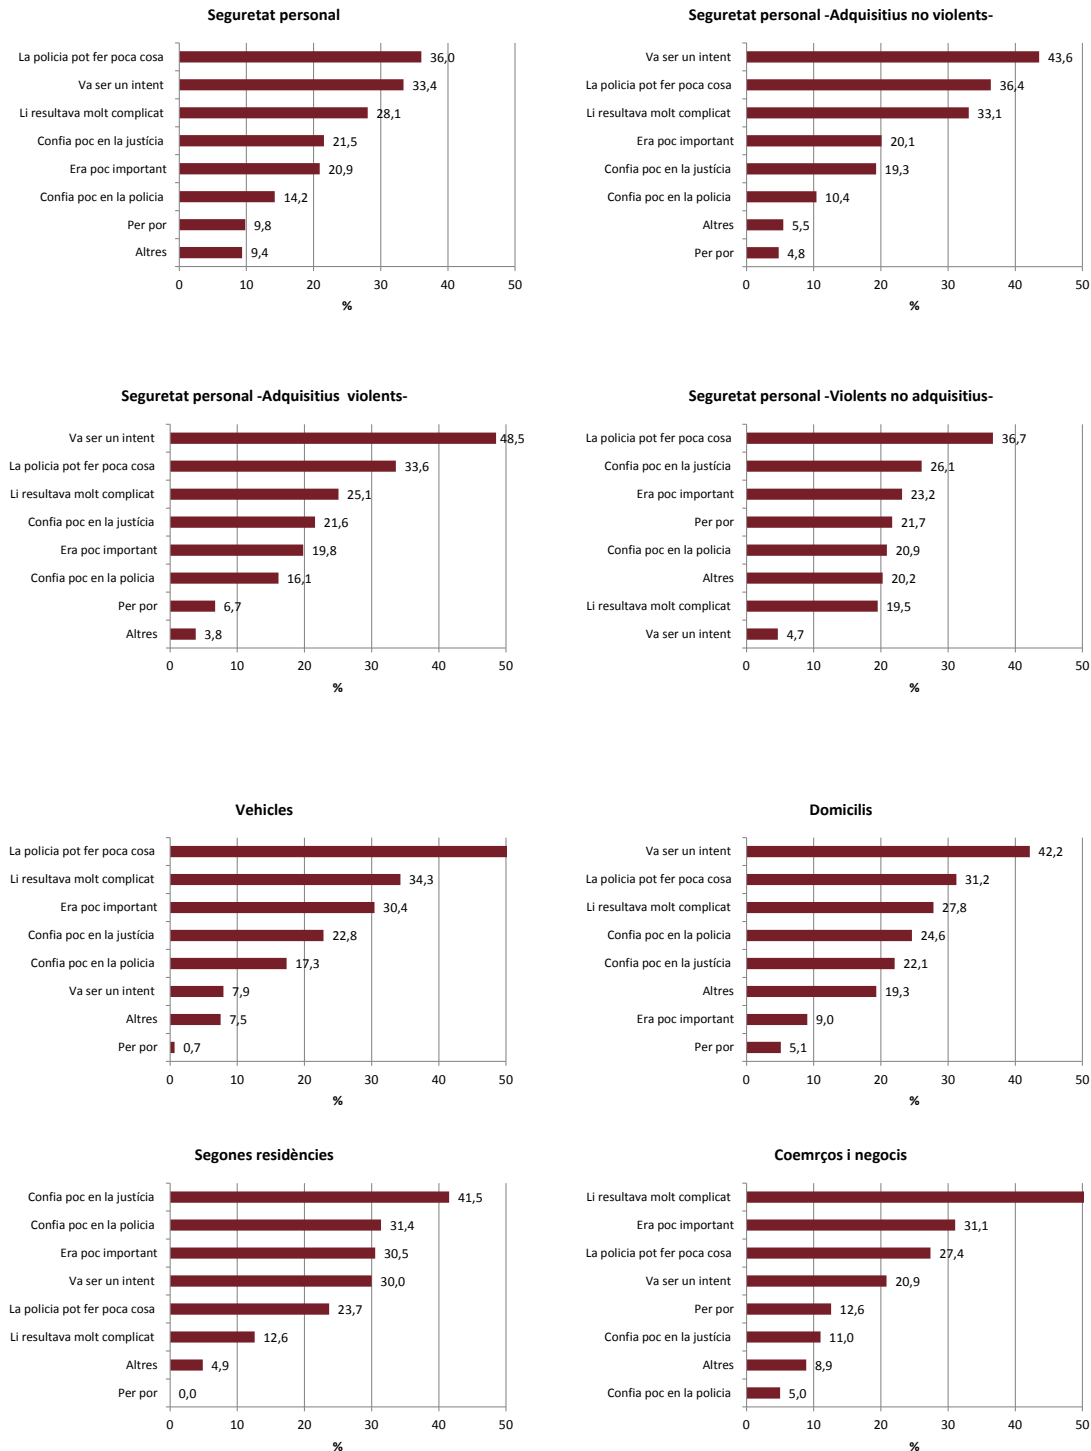 Seguretat personal
La policia pot fer poca cosa 36,0
Va ser un intent 33,4
Li resultava molt complicat 28,1
Confia poc en la justícia 21,5
Era poc important 20,9
Confia poc en la policia 14,2
Per por 9,8
Altres 9,4
0 10 20 30 40 50
%
Seguretat personal -Adquisitius no violents-
Va ser un intent 43,6
La policia pot fer poca cosa 36,4
Li resultava molt complicat 33,1
Era poc important 20,1
Confia poc en la justícia 19,3
Confia poc en la policia 10,4
Altres 5,5
Per por 4,8
0 10 20 30 40 50
%
Seguretat personal -Adquisitius violents-
Va ser un intent 48,5
La policia pot fer poca cosa 33,6
Li resultava molt complicat 25,1
Confia poc en la justícia 21,6
Era poc important 19,8
Confia poc en la policia 16,1
Per por 6,7
Altres 3,8
0 10 20 30 40 50
%
Seguretat personal -Violents no adquisitius-
La policia pot fer poca cosa 36,7
Confia poc en la justícia 26,1
Era poc important 23,2
Per por 21,7
Confia poc en la policia 20,9
Altres 20,2
Li resultava molt complicat 19,5
Va ser un intent 4,7
0 10 20 30 40 50
%
Vehicles
La policia pot fer poca cosa
Li resultava molt complicat 34,3
Era poc important 30,4
Confia poc en la justícia 22,8
Confia poc en la policia 17,3
Va ser un intent 7,9
Altres 7,5
Per por 0,7
0 10 20 30 40 50
%
Domicilis
Va ser un intent 42,2
La policia pot fer poca cosa 31,2
Li resultava molt complicat 27,8
Confia poc en la policia 24,6
Confia poc en la justícia 22,1
Altres 19,3
Era poc important 9,0
Per por 5,1
0 10 20 30 40 50
%
Segones residències
Confia poc en la justícia 41,5
Confia poc en la policia 31,4
Era poc important 30,5
Va ser un intent 30,0
La policia pot fer poca cosa 23,7
Li resultava molt complicat 12,6
Altres 4,9
Per por 0,0
0 10 20 30 40 50
%
Coemrços i negocis
Li resultava molt complicat
Era poc important 31,1
La policia pot fer poca cosa 27,4
Va ser un intent 20,9
Per por 12,6
Confia poc en la justícia 11,0
Altres 8,9
Confia poc en la policia 5,0
0 10 20 30 40 50
%